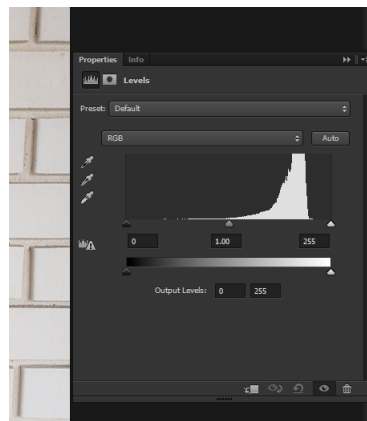 Properties Info
Levels
Preset: Default
RGB Auto
0 1.00 255
Output Levels: 0 255